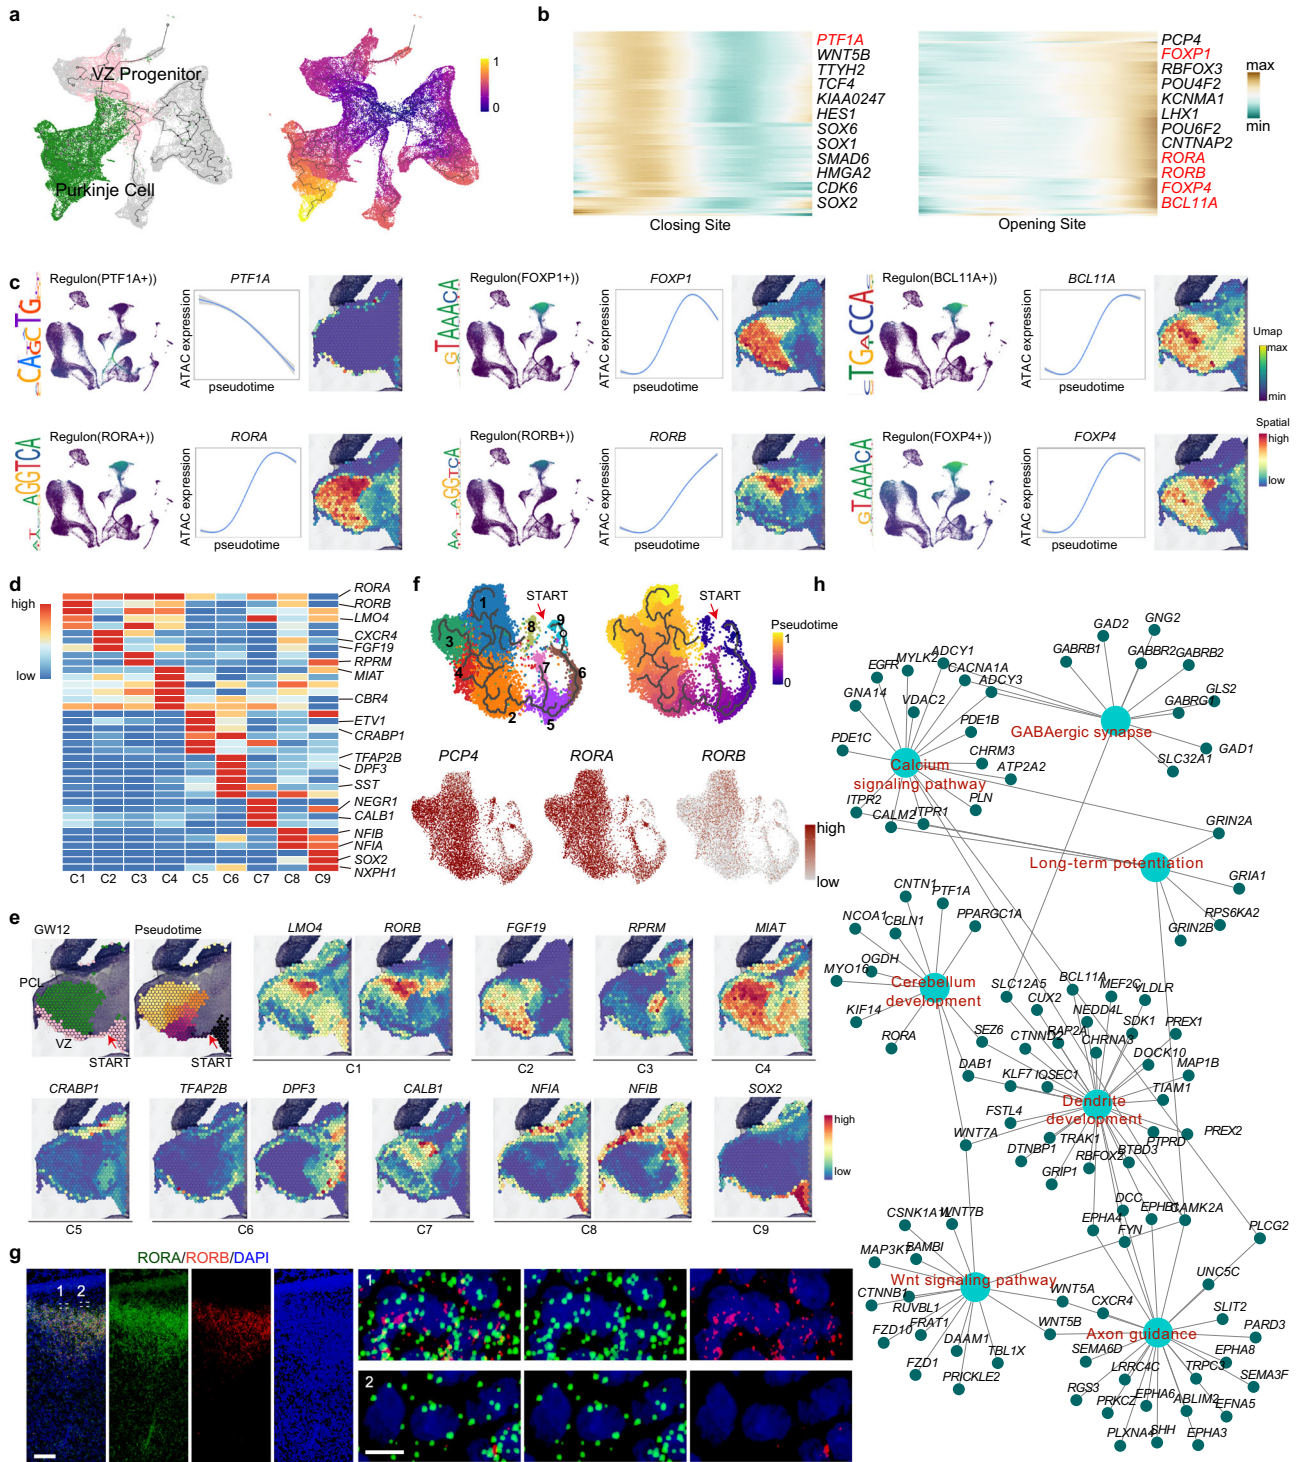 a
VZ Progenitor
Purkinje Cell
1
0
b
PTF1A
WNT5B
TTYH2
TCF4
KIAA0247
HES1
SOX6
SOX1
SMAD6
HMGA2
CDK6
SOX2
Closing Site
PCP4
FOXP1
RBFOX3
POU4F2
KCNMA1
LHX1
POU6F2
CNTNAP2
RORA
RORB
FOXP4
BCL11A
Opening Site
max
min
c
Regulon(PTF1A+))
PTF1A
ATAC expression
pseudotime
Regulon(FOXP1+))
FOXP1
ATAC expression
pseudotime
Regulon(BCL11A+))
BCL11A
ATAC expression
pseudotime
Umap
max
min
Regulon(RORA+))
RORA
ATAC expression
pseudotime
Regulon(RORB+))
RORB
ATAC expression
pseudotime
Regulon(FOXP4+))
FOXP4
ATAC expression
pseudotime
Spatial
high
low
d
high
low
RORA
RORB
LMO4
CXCR4
FGF19
RPRM
MIAT
CBR4
ETV1
CRABP1
TFAP2B
DPF3
SST
NEGR1
CALB1
NFIB
NFIA
SOX2
NXPH1
C1 C2 C3 C4 C5 C6 C7 C8 C9
e
GW12
Pseudotime
PCL
VZ
START
START
LMO4
RORB
FGF19
RPRM
MIAT
C1
C2
C3
C4
CRABP1
TFAP2B
DPF3
CALB1
NFIA
NFIB
SOX2
high
low
C5
C6
C7
C8
C9
f
START
1
2
3
4
5
6
7
8
9
START
Pseudotime
1
0
PCP4
RORA
RORB
high
low
g
RORA/RORB/DAPI
1 2
1
2
h
GNG2
GAD2
GABRB1
GABBR2
GABRB2
GLS2
GABRG1
GABAergic synapse
GAD1
SLC32A1
ADCY1
MYLK2
CACNA1A
EGFR
ADCY3
GNA14
VDAC2
PDE1B
PDE1C
CHRM3
Calcium
signaling pathway
ATP2A2
PLN
ITPR2
CALM2
ITPR1
GRIN2A
Long-term potentiation
GRIA1
RPS6KA2
GRIN2B
CNTN1
PTF1A
NCOA1
CBLN1
PPARGC1A
OGDH
MYO16
Cerebellum
development
KIF14
RORA
BCL11A
SLC12A5
MEF2C
VLDLR
CUX2
NEDD4L
SDK1
PREX1
SEZ6
CTNND2
RAP2A
CHRNA3
DOCK10
DAB1
MAP1B
KLF7
IQSEC1
TIAM1
Dendrite
development
FSTL4
WNT7A
TRAK1
PTPRD
PREX2
DTNBP1
BTBD3
RBFOX2
GRIP1
DCC
EPHB1
CAMK2A
EPHA4
FYN
PLCG2
WNT7B
MAP3K7
BAMBI
Wnt signaling pathway
CTNNB1
RUVBL1
FRAT1
FZD10
DAAM1
FZD1
TBL1X
PRICKLE2
WNT5A
WNT5B
CXCR4
UNC5C
SLIT2
PARD3
Axon guidance
SEMA6D
EPHA8
LRRC4C
TRPC3
SEMA3F
RGS3
EPHA6
ABLIM2
EFNA5
PRKCZ
PLXNA4
SHH
EPHA3